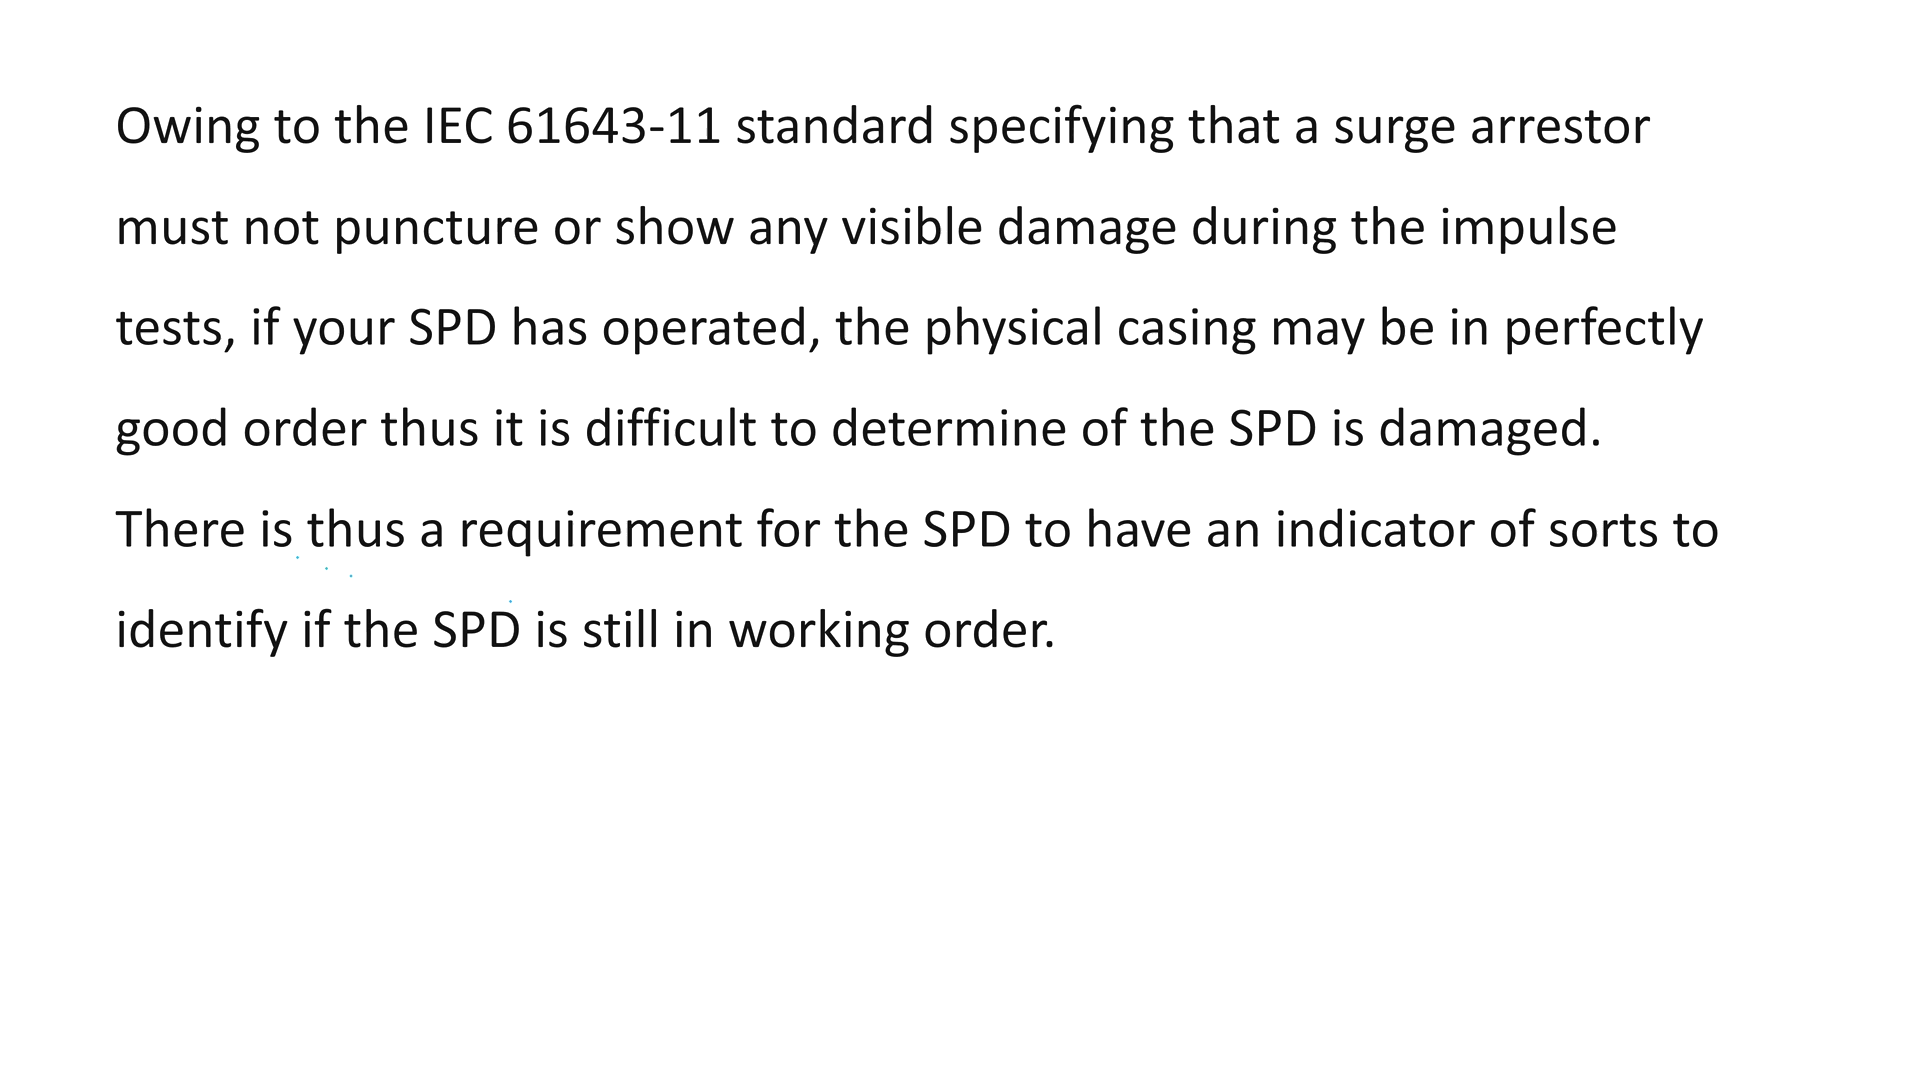 Owing to the IEC 61643-11 standard specifying that a surge arrestor
must not puncture or show any visible damage during the impulse
tests, if your SPD has operated, the physical casing may be in perfectly
good order thus it is difficult to determine of the SPD is damaged.
There is thus a requirement for the SPD to have an indicator of sorts to
identify if the SPD is still in working order.